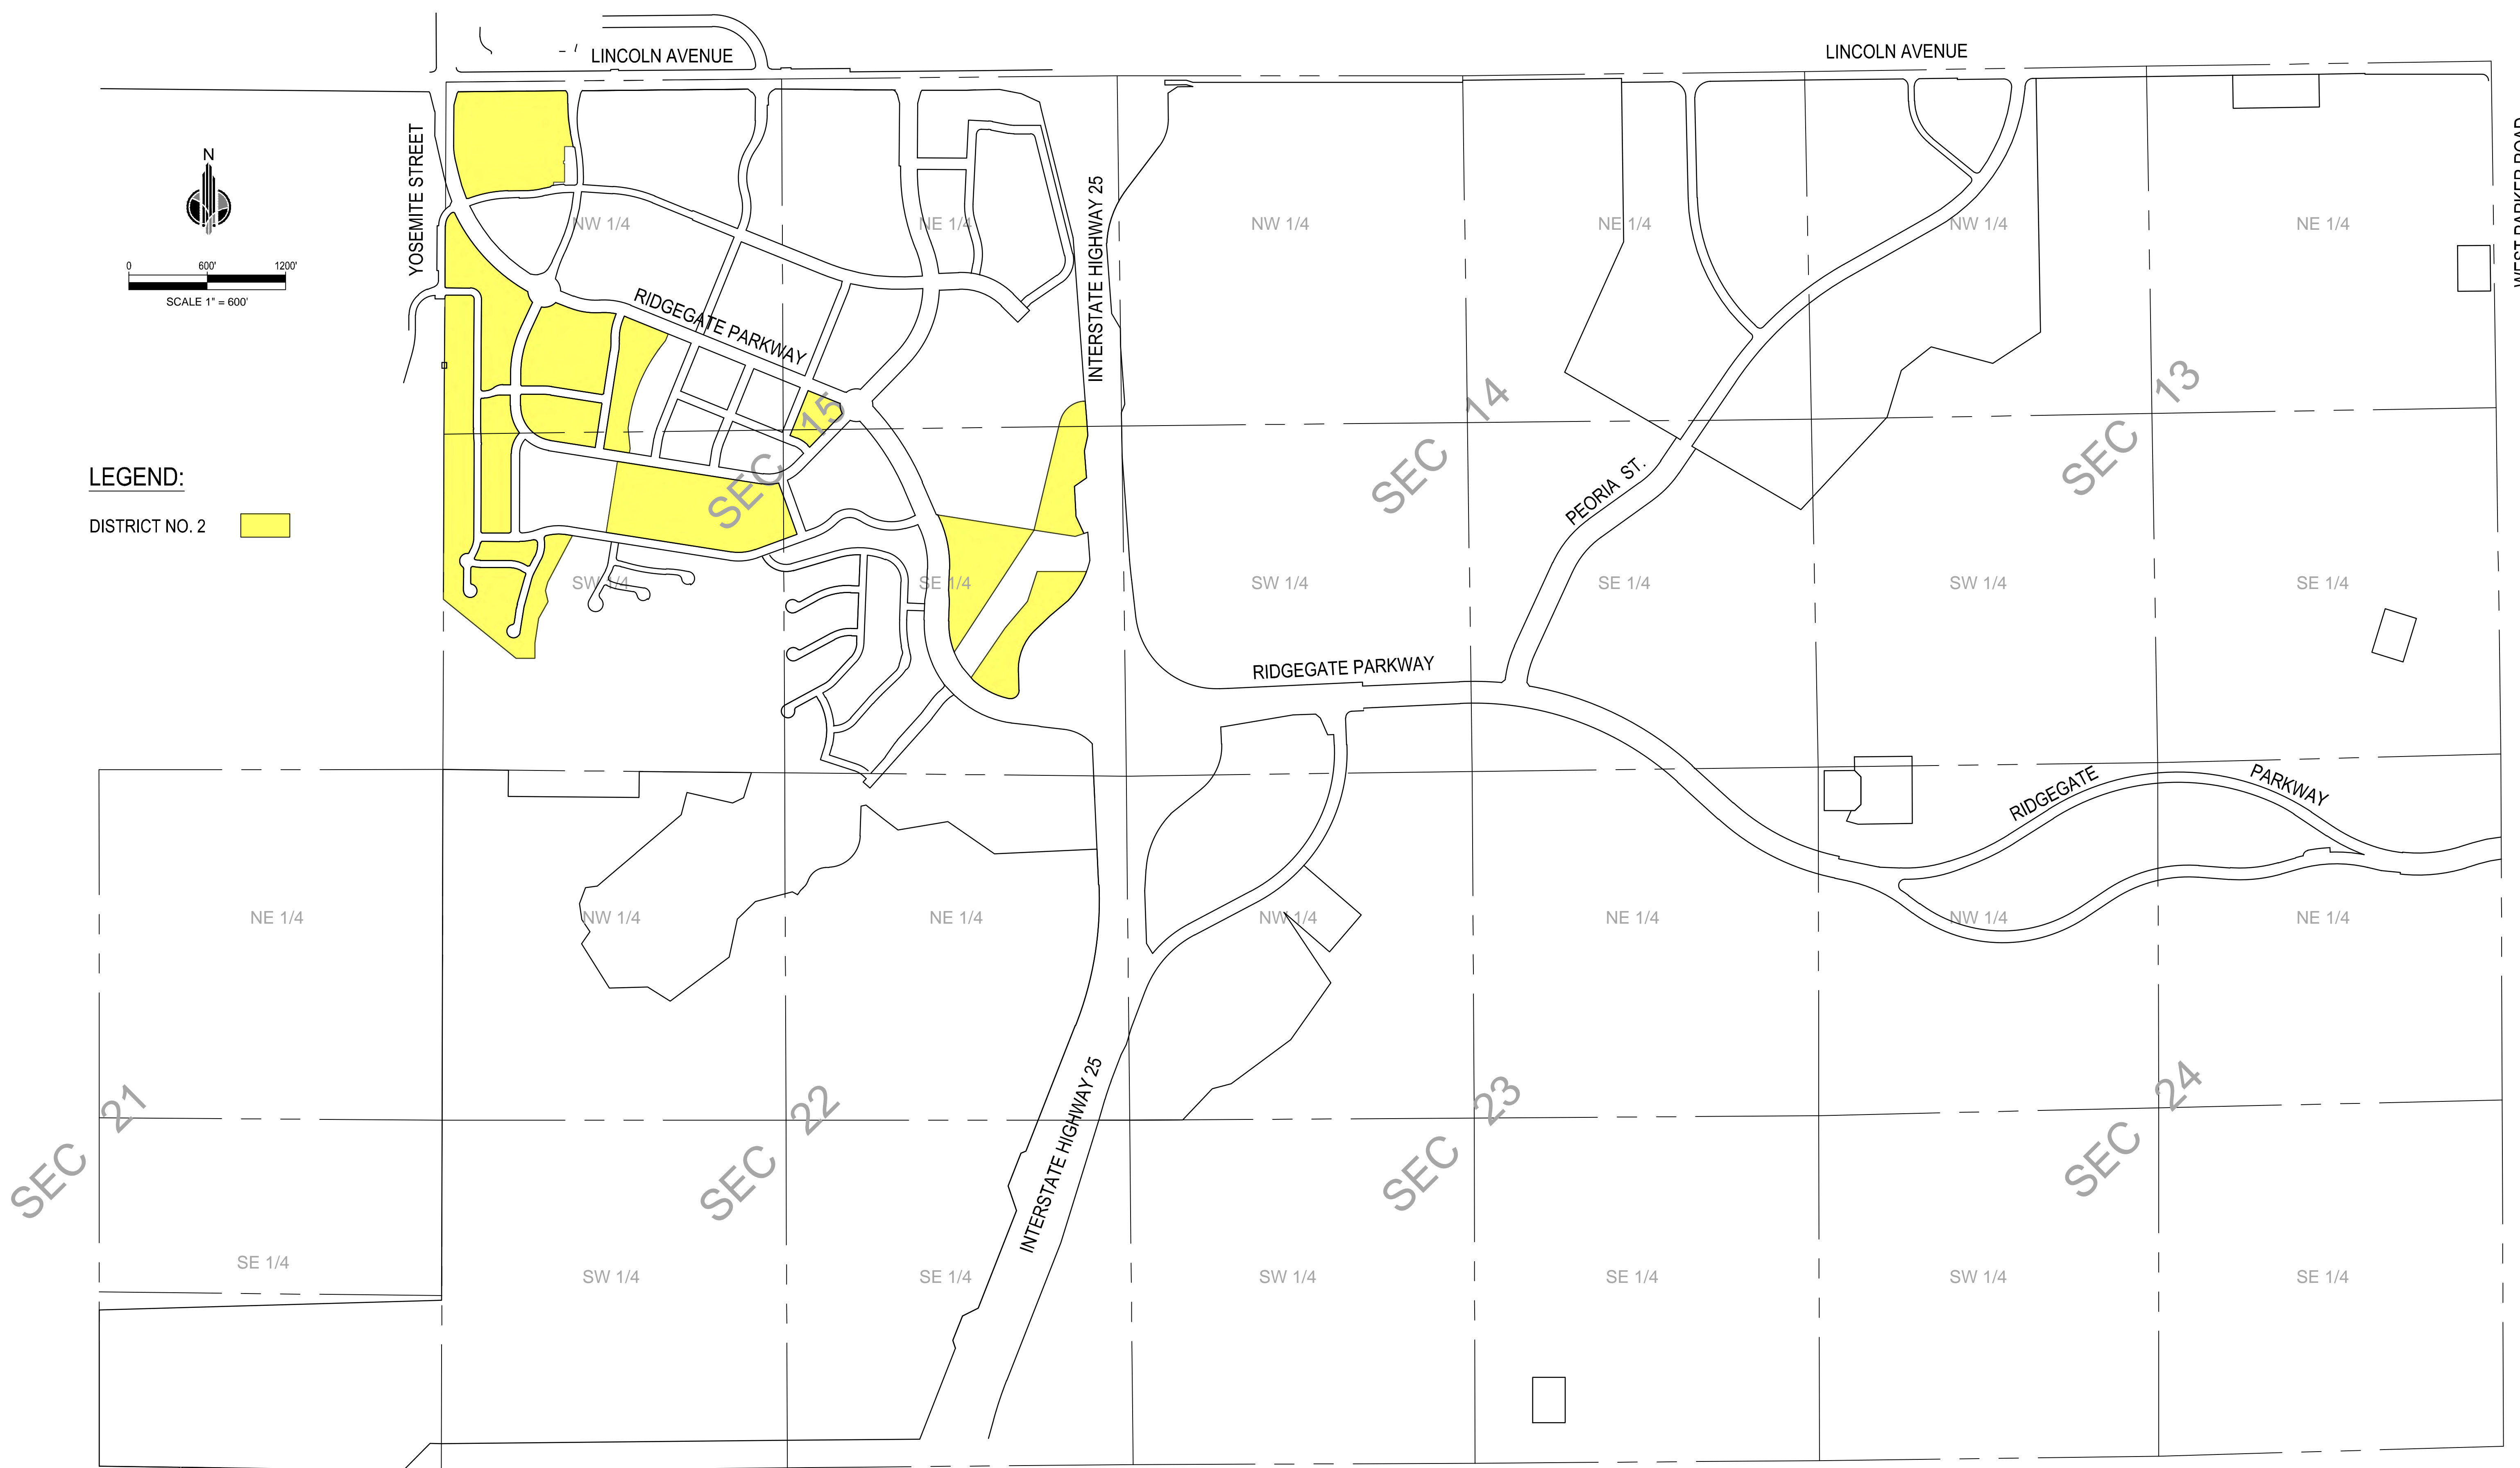 LINCOLN AVENUE
LINCOLN AVENUE
YOSEMITE STREET
WEST PARKER ROAD
N
0 600' 1200'
SCALE 1" = 600'
INTERSTATE HIGHWAY 25
NW 1/4
NE 1/4
NW 1/4
NE 1/4
NW 1/4
NE 1/4
RIDGEGATE PARKWAY
SEC 15
SEC 14
SEC 13
LEGEND:
DISTRICT NO. 2
PEORIA ST.
SW 1/4
SE 1/4
SW 1/4
SE 1/4
SW 1/4
SE 1/4
RIDGEGATE PARKWAY
RIDGEGATE PARKWAY
NE 1/4
NW 1/4
NE 1/4
NW 1/4
NE 1/4
NW 1/4
NE 1/4
SEC 21
SEC 22
INTERSTATE HIGHWAY 25
SEC 23
SEC 24
SE 1/4
SW 1/4
SE 1/4
SW 1/4
SE 1/4
SW 1/4
SE 1/4